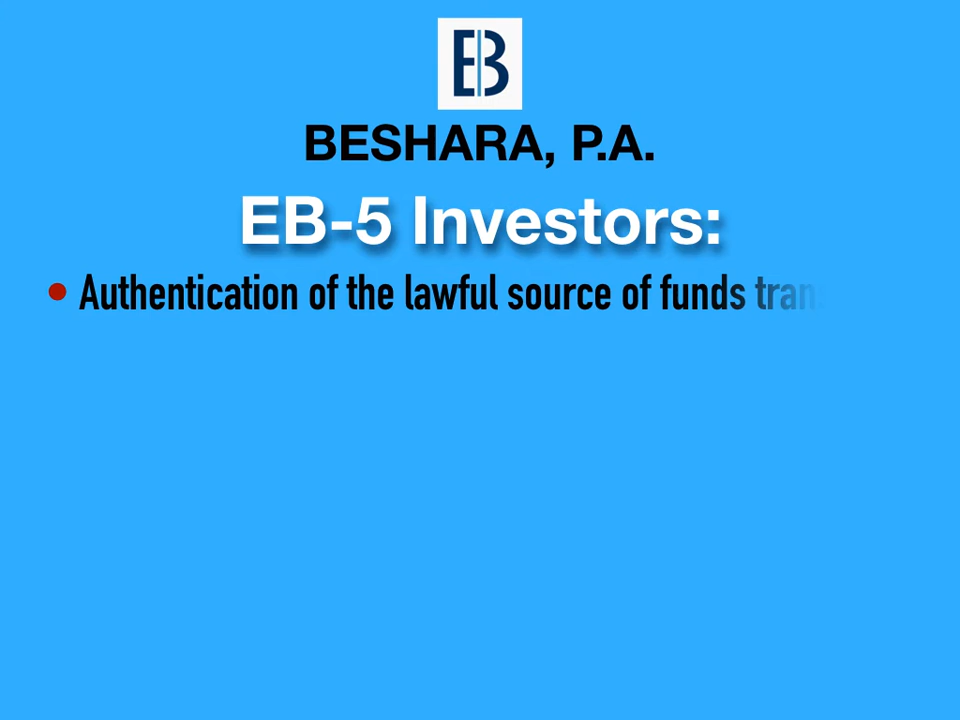 EB
BESHARA, P.A.
EB-5 Investors:
• Authentication of the lawful source of funds